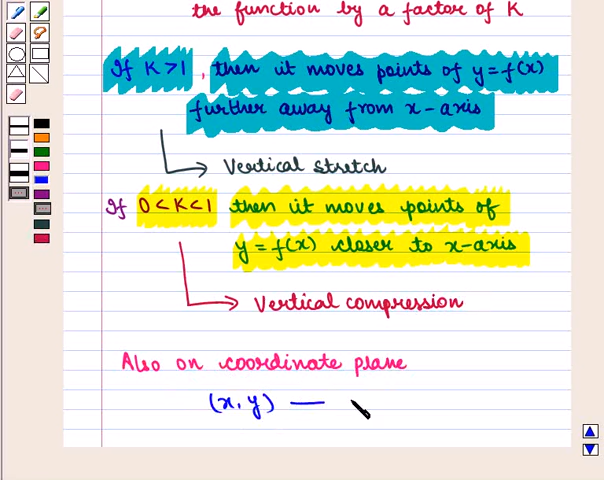 the function by a factor of K
If K>1, then it moves points of y=f(x)
further away from x-axis
Vertical stretch
If 0<K<1 then it moves points of
y=f(x) closer to x-axis
Vertical compression
Also on coordinate plane
(x,y) —